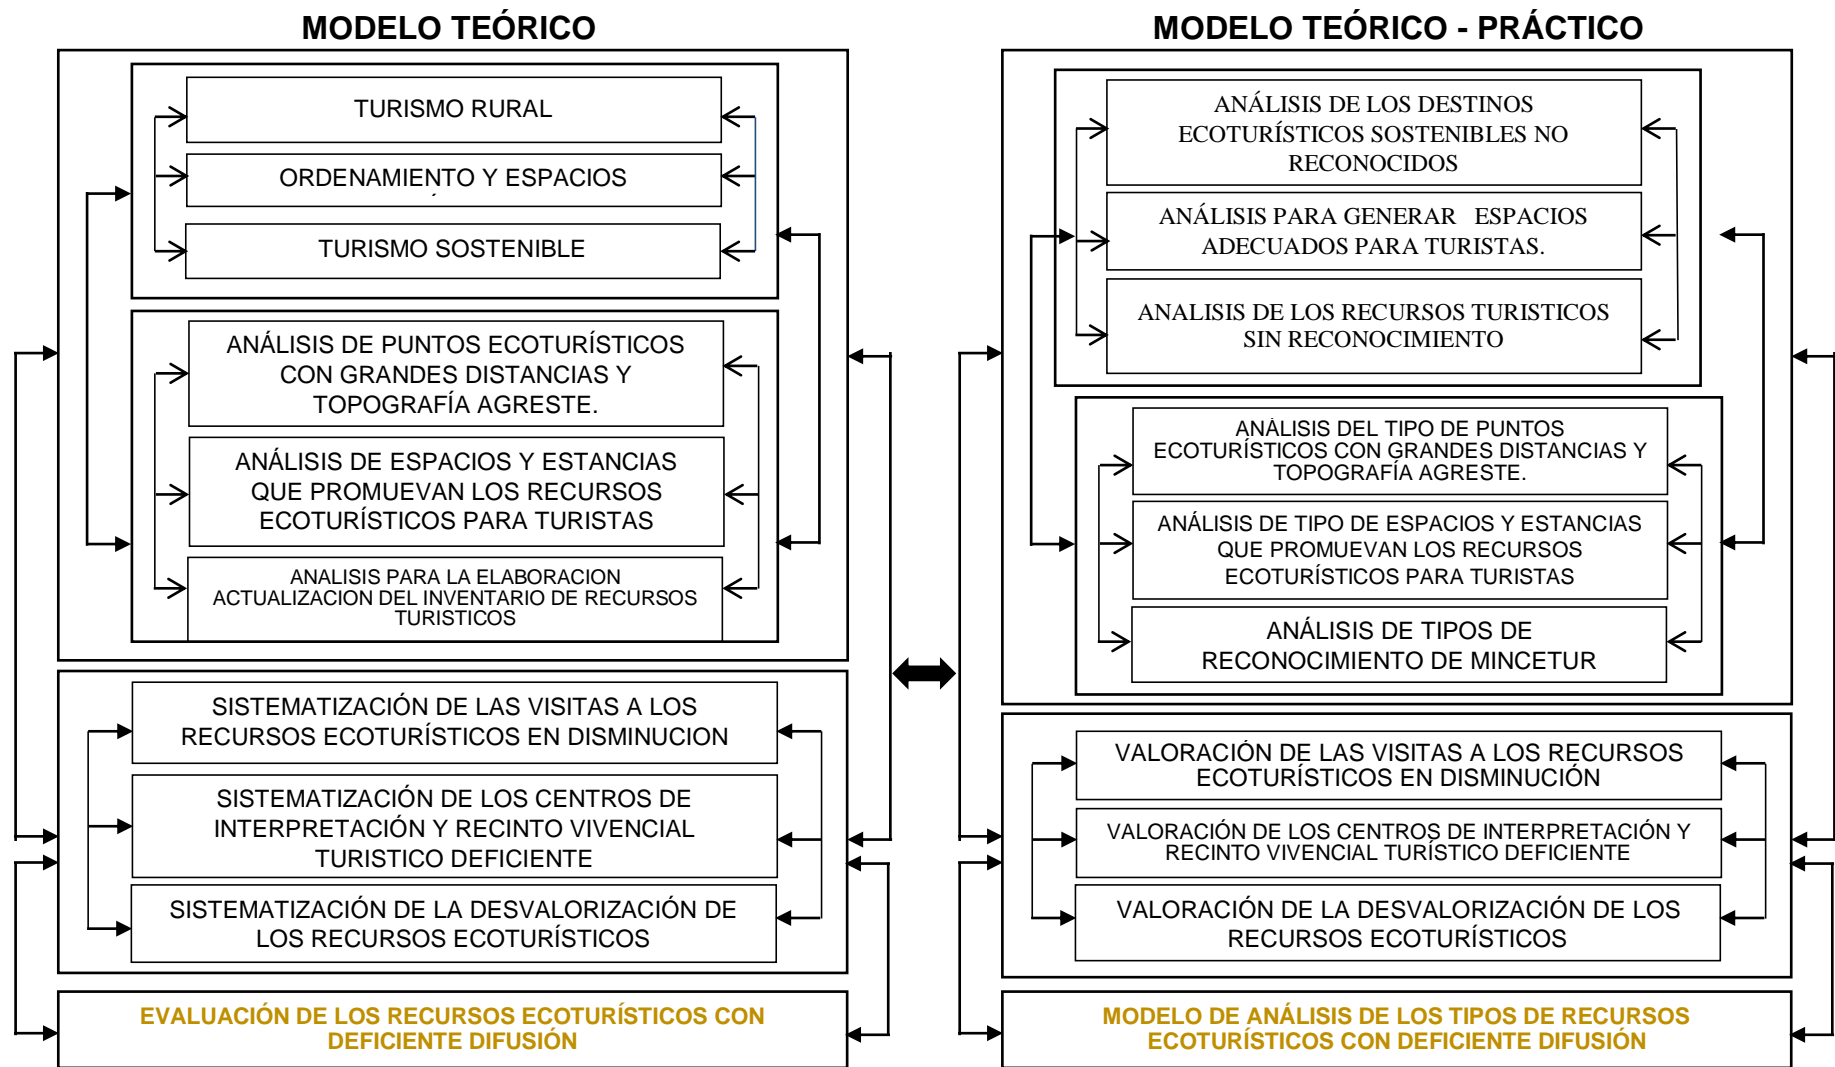 MODELO TEÓRICO
TURISMO RURAL
ORDENAMIENTO Y ESPACIOS
TURISMO SOSTENIBLE
ANÁLISIS DE PUNTOS ECOTURÍSTICOS
CON GRANDES DISTANCIAS Y
TOPOGRAFÍA AGRESTE.
ANÁLISIS DE ESPACIOS Y ESTANCIAS
QUE PROMUEVAN LOS RECURSOS
ECOTURÍSTICOS PARA TURISTAS
ANALISIS PARA LA ELABORACION
ACTUALIZACION DEL INVENTARIO DE RECURSOS
TURISTICOS
SISTEMATIZACIÓN DE LAS VISITAS A LOS
RECURSOS ECOTURÍSTICOS EN DISMINUCION
SISTEMATIZACIÓN DE LOS CENTROS DE
INTERPRETACIÓN Y RECINTO VIVENCIAL
TURISTICO DEFICIENTE
SISTEMATIZACIÓN DE LA DESVALORIZACIÓN DE
LOS RECURSOS ECOTURÍSTICOS
EVALUACIÓN DE LOS RECURSOS ECOTURÍSTICOS CON
DEFICIENTE DIFUSIÓN
MODELO TEÓRICO - PRÁCTICO
ANÁLISIS DE LOS DESTINOS
ECOTURÍSTICOS SOSTENIBLES NO
RECONOCIDOS
ANÁLISIS PARA GENERAR ESPACIOS
ADECUADOS PARA TURISTAS.
ANALISIS DE LOS RECURSOS TURISTICOS
SIN RECONOCIMIENTO
ANÁLISIS DEL TIPO DE PUNTOS
ECOTURÍSTICOS CON GRANDES DISTANCIAS Y
TOPOGRAFÍA AGRESTE.
ANÁLISIS DE TIPO DE ESPACIOS Y ESTANCIAS
QUE PROMUEVAN LOS RECURSOS
ECOTURÍSTICOS PARA TURISTAS
ANÁLISIS DE TIPOS DE
RECONOCIMIENTO DE MINCETUR
VALORACIÓN DE LAS VISITAS A LOS RECURSOS
ECOTURÍSTICOS EN DISMINUCIÓN
VALORACIÓN DE LOS CENTROS DE INTERPRETACIÓN Y
RECINTO VIVENCIAL TURÍSTICO DEFICIENTE
VALORACIÓN DE LA DESVALORIZACIÓN DE LOS
RECURSOS ECOTURÍSTICOS
MODELO DE ANÁLISIS DE LOS TIPOS DE RECURSOS
ECOTURÍSTICOS CON DEFICIENTE DIFUSIÓN